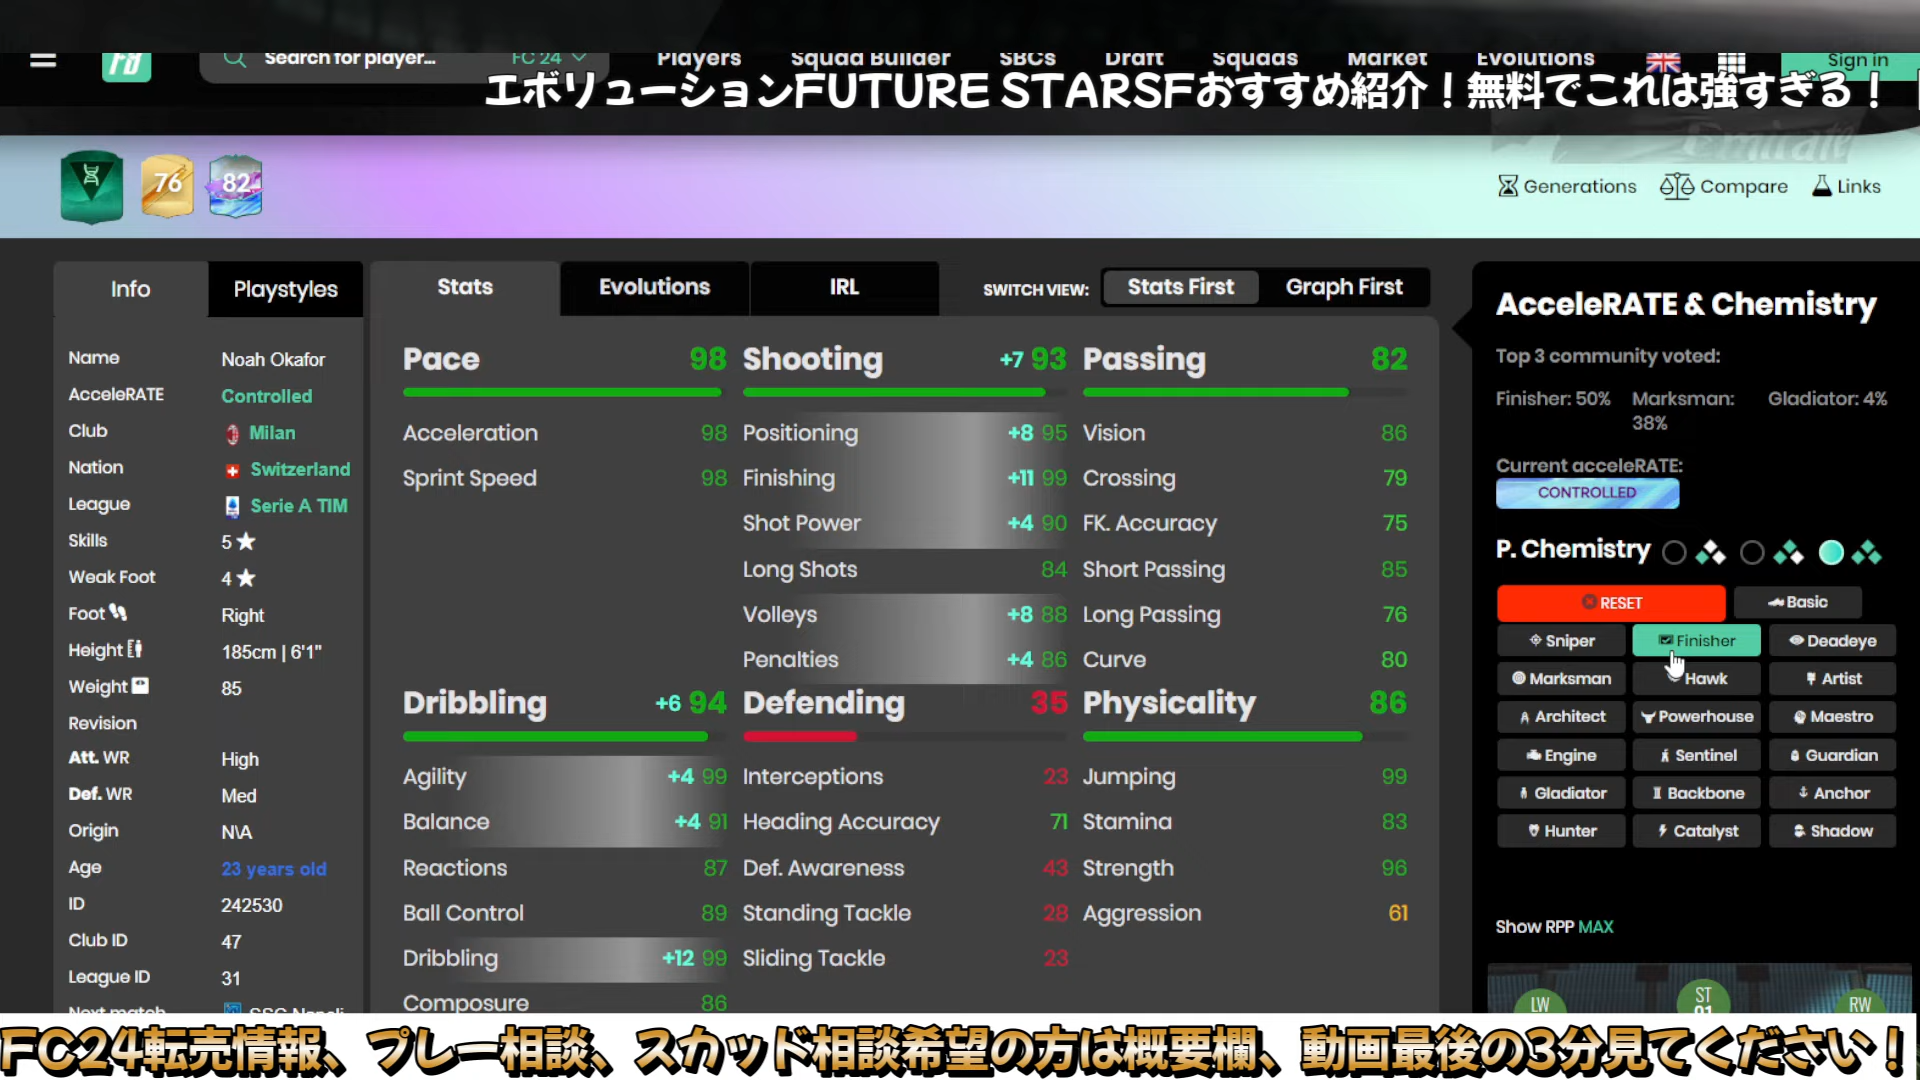 Search for player...
FC 24
Players
Squad Builder
SBCs
Draft
Squads
Market
Evolutions
Sign in
エボリューションFUTURE STARSFおすすめ紹介！無料でこれは強すぎる！
Emirate
76
82
Generations
Compare
Links
Info
Playstyles
Stats
Evolutions
IRL
SWITCH VIEW:
Stats First
Graph First
Name Noah Okafor
AcceleRATE Controlled
Club Milan
Nation Switzerland
League Serie A TIM
Skills 5
Weak Foot 4
Foot Right
Height 185cm | 6'1"
Weight 85
Revision
Att. WR High
Def. WR Med
Origin N\A
Age 23 years old
ID 242530
Club ID 47
League ID 31
Next match SSC Napoli
Pace 98
Acceleration 98
Sprint Speed 98
Shooting +7 93
Positioning +8 95
Finishing +11 99
Shot Power +4 90
Long Shots 84
Volleys +8 88
Penalties +4 86
Passing 82
Vision 86
Crossing 79
FK. Accuracy 75
Short Passing 85
Long Passing 76
Curve 80
Dribbling +6 94
Agility +4 99
Balance +4 91
Reactions 87
Ball Control 89
Dribbling +12 99
Composure 86
Defending 35
Interceptions 23
Heading Accuracy 71
Def. Awareness 43
Standing Tackle 28
Sliding Tackle 23
Physicality 86
Jumping 99
Stamina 83
Strength 96
Aggression 61
AcceleRATE & Chemistry
Top 3 community voted:
Finisher: 50% Marksman: 38% Gladiator: 4%
Current acceleRATE:
CONTROLLED
P. Chemistry
RESET Basic
Sniper Finisher Deadeye
Marksman Hawk Artist
Architect Powerhouse Maestro
Engine Sentinel Guardian
Gladiator Backbone Anchor
Hunter Catalyst Shadow
Show RPP MAX
LW
ST
RW
FC24転売情報、プレー相談、スカッド相談希望の方は概要欄、動画最後の3分見てください！